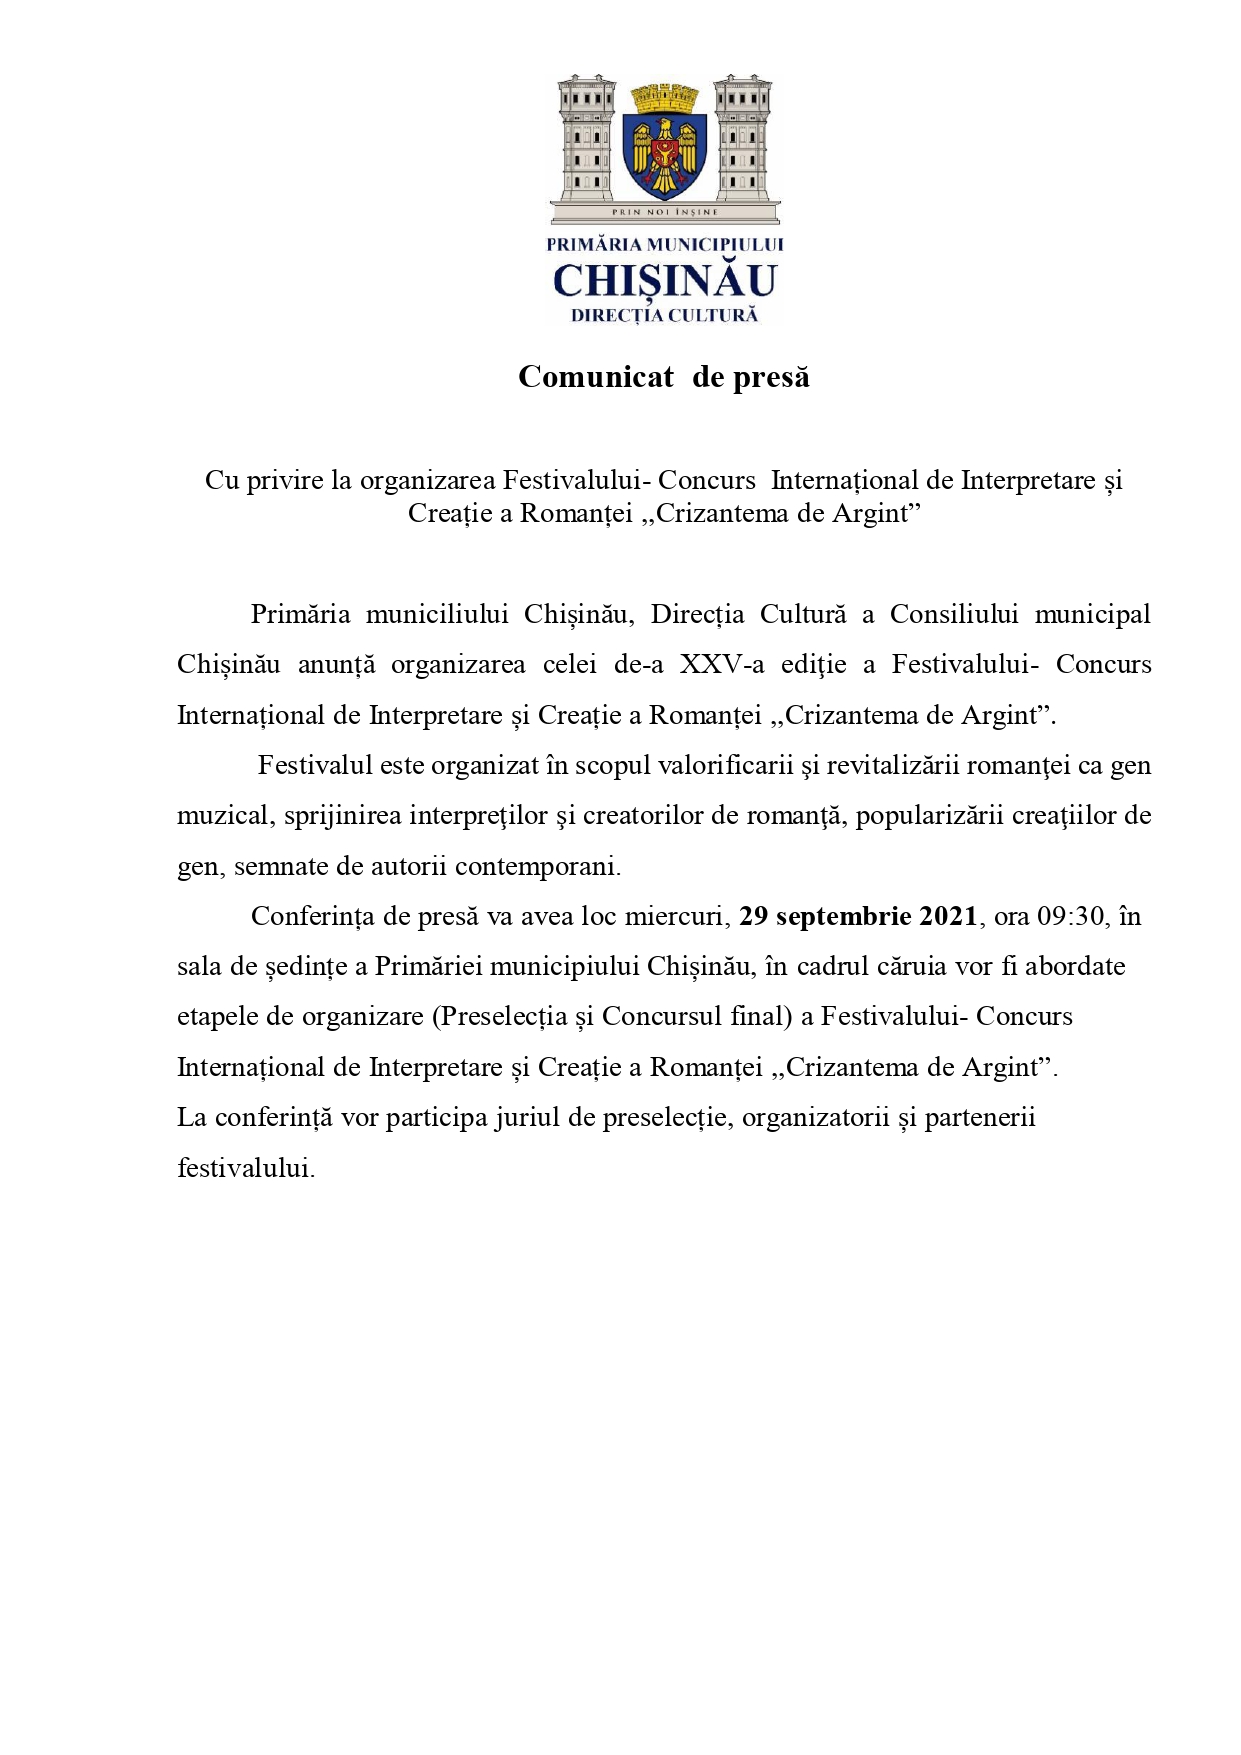 PRIN NOI ÎNȘINE
PRIMĂRIA MUNICIPIULUI
CHIȘINĂU
DIRECȚIA CULTURĂ
Comunicat  de presă
Cu privire la organizarea Festivalului- Concurs  Internațional de Interpretare și
Creație a Romanței ,,Crizantema de Argint”
Primăria municiliului Chișinău, Direcția Cultură a Consiliului municipal
Chișinău anunță organizarea celei de-a XXV-a ediţie a Festivalului- Concurs
Internațional de Interpretare și Creație a Romanței ,,Crizantema de Argint”.
Festivalul este organizat în scopul valorificarii şi revitalizării romanţei ca gen
muzical, sprijinirea interpreţilor şi creatorilor de romanţă, popularizării creaţiilor de
gen, semnate de autorii contemporani.
Conferința de presă va avea loc miercuri, 29 septembrie 2021, ora 09:30, în
sala de ședințe a Primăriei municipiului Chișinău, în cadrul căruia vor fi abordate
etapele de organizare (Preselecția și Concursul final) a Festivalului- Concurs
Internațional de Interpretare și Creație a Romanței ,,Crizantema de Argint”.
La conferință vor participa juriul de preselecție, organizatorii și partenerii
festivalului.